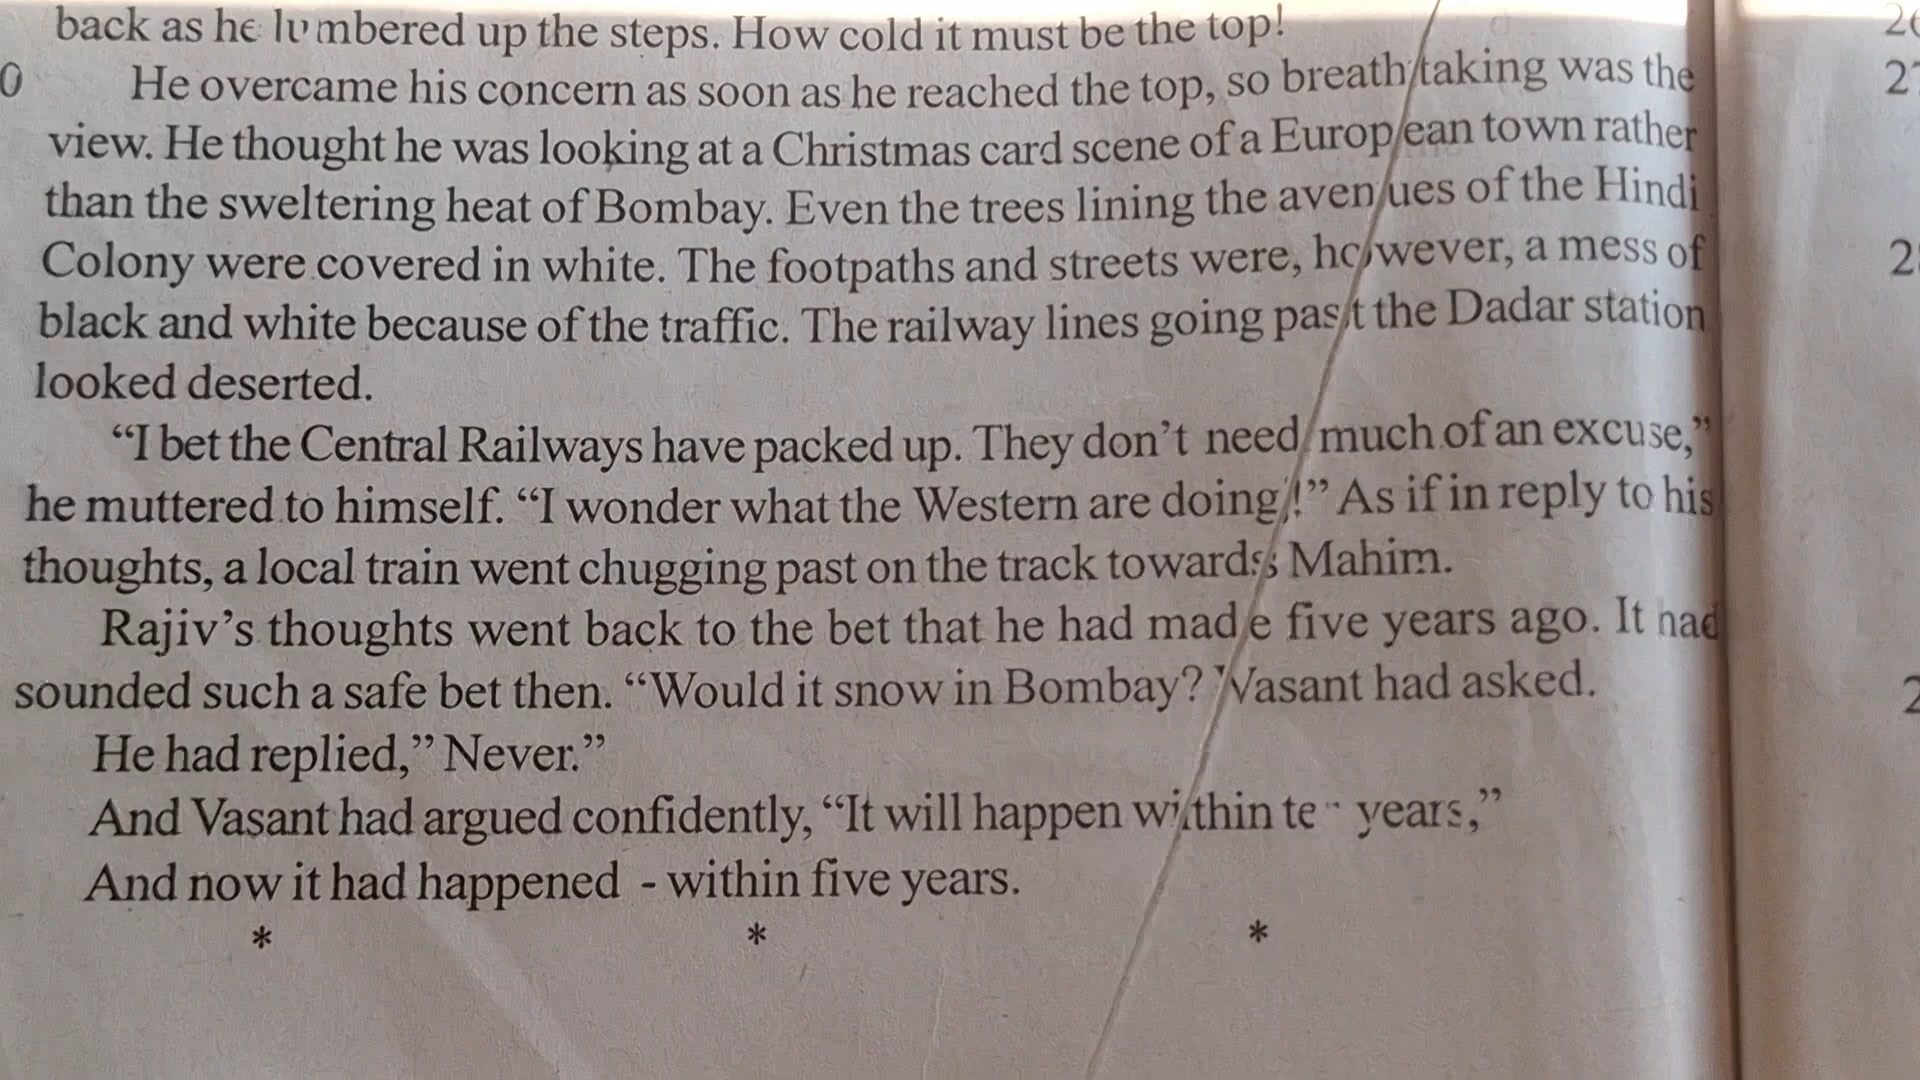 back as he lumbered up the steps. How cold it must be the top!
0 He overcame his concern as soon as he reached the top, so breathtaking was the
view. He thought he was looking at a Christmas card scene of a European town rather
than the sweltering heat of Bombay. Even the trees lining the avenues of the Hindi
Colony were covered in white. The footpaths and streets were, however, a mess of
black and white because of the traffic. The railway lines going past the Dadar station
looked deserted.
“I bet the Central Railways have packed up. They don’t need much of an excuse,”
he muttered to himself. “I wonder what the Western are doing!” As if in reply to his
thoughts, a local train went chugging past on the track towards Mahim.
Rajiv’s thoughts went back to the bet that he had made five years ago. It had
sounded such a safe bet then. “Would it snow in Bombay? Vasant had asked.
He had replied,” Never.”
And Vasant had argued confidently, “It will happen within te years,”
And now it had happened - within five years.
* * *